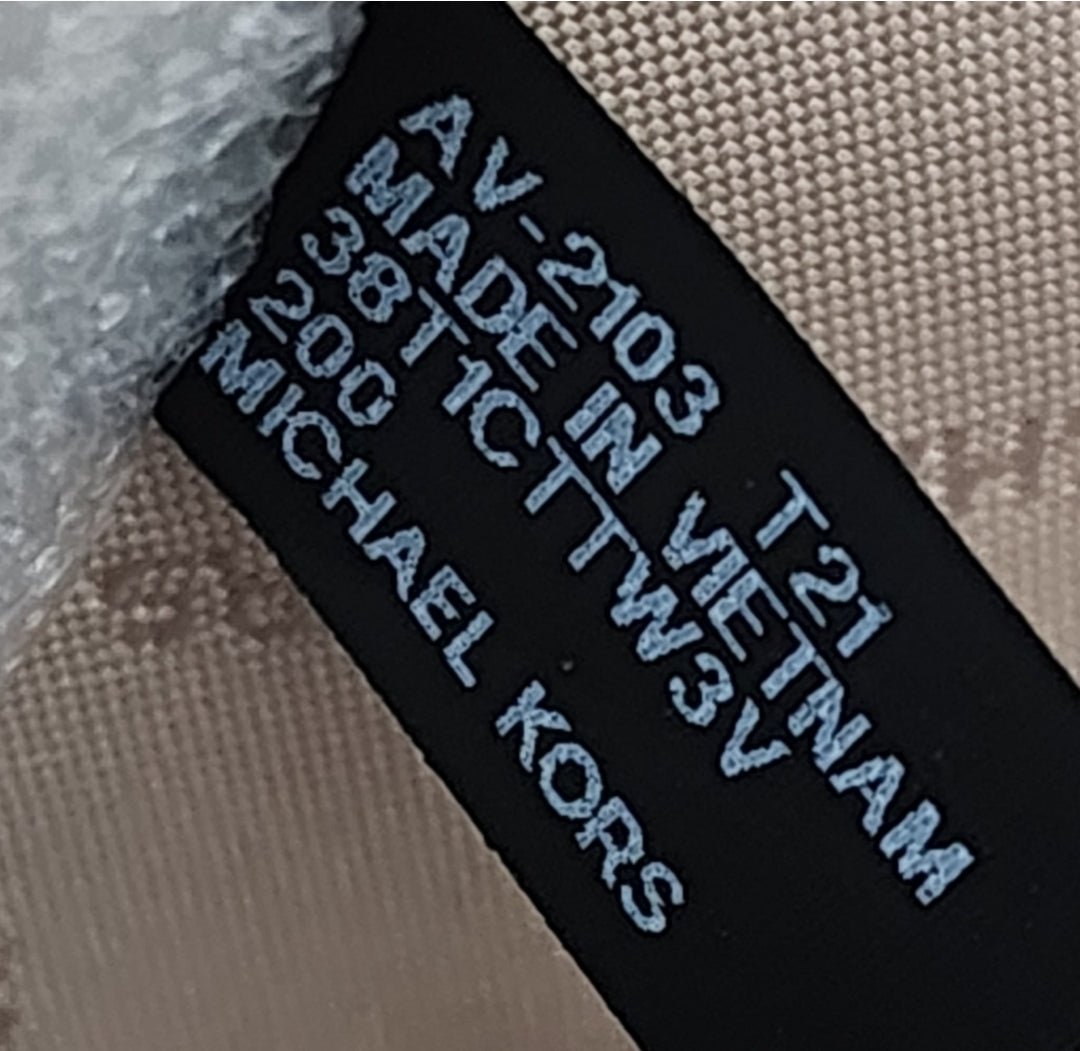 AV-2103 T21
MADE IN VIETNAM
38T1CTTW3V
200
MICHAEL KORS